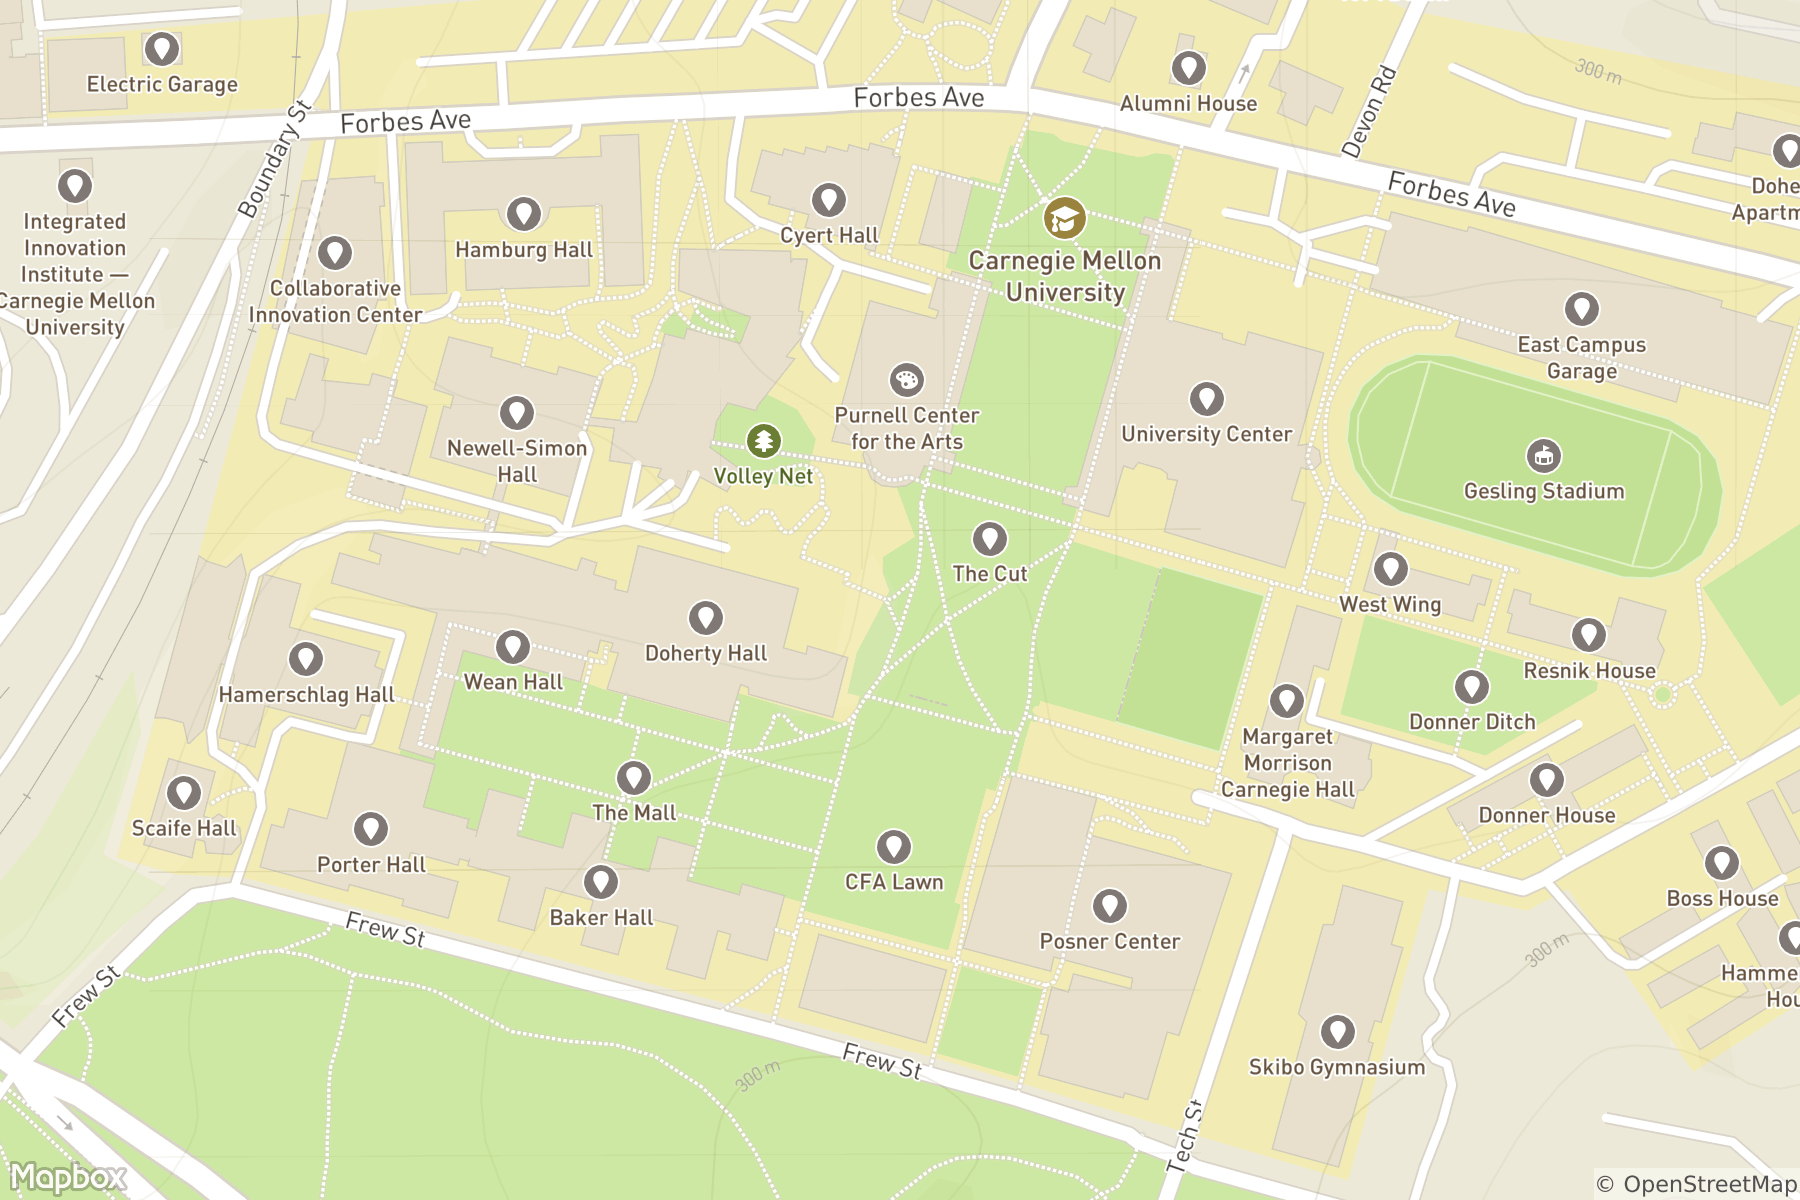 Electric Garage
Alumni House
300 m
Forbes Ave
Forbes Ave
Boundary St
Devon Rd
Forbes Ave
Integrated
Innovation
Institute —
Carnegie Mellon
University
Hamburg Hall
Cyert Hall
Carnegie Mellon
University
Dohe
Apartm
Collaborative
Innovation Center
East Campus
Garage
Newell-Simon
Hall
Volley Net
Purnell Center
for the Arts
University Center
Gesling Stadium
The Cut
West Wing
Hamerschlag Hall
Wean Hall
Doherty Hall
Resnik House
Donner Ditch
Margaret
Morrison
Carnegie Hall
Scaife Hall
Porter Hall
The Mall
Baker Hall
CFA Lawn
Donner House
Boss House
Posner Center
Hamme
Hou
300 m
Frew St
Frew St
Frew St
300 m
Skibo Gymnasium
Tech St
Mapbox
© OpenStreetMap